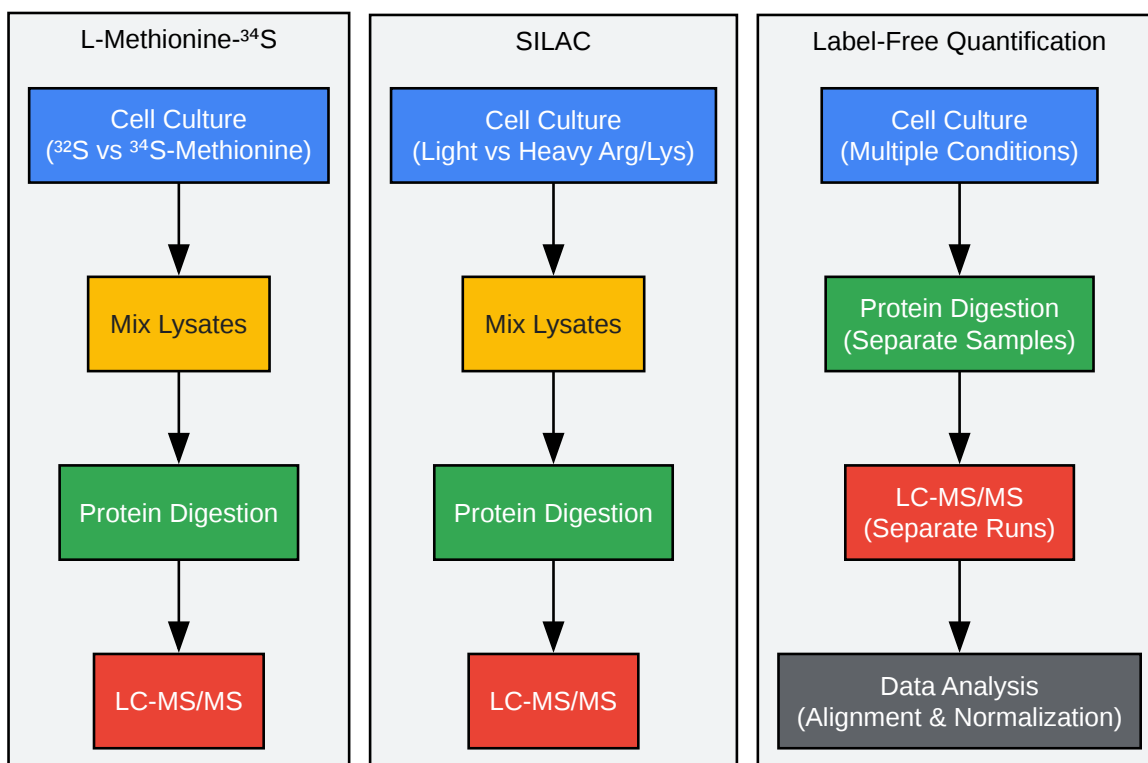 L-Methionine-³⁴S
Cell Culture
(³²S vs ³⁴S-Methionine)
Mix Lysates
Protein Digestion
LC-MS/MS
SILAC
Cell Culture
(Light vs Heavy Arg/Lys)
Mix Lysates
Protein Digestion
LC-MS/MS
Label-Free Quantification
Cell Culture
(Multiple Conditions)
Protein Digestion
(Separate Samples)
LC-MS/MS
(Separate Runs)
Data Analysis
(Alignment & Normalization)